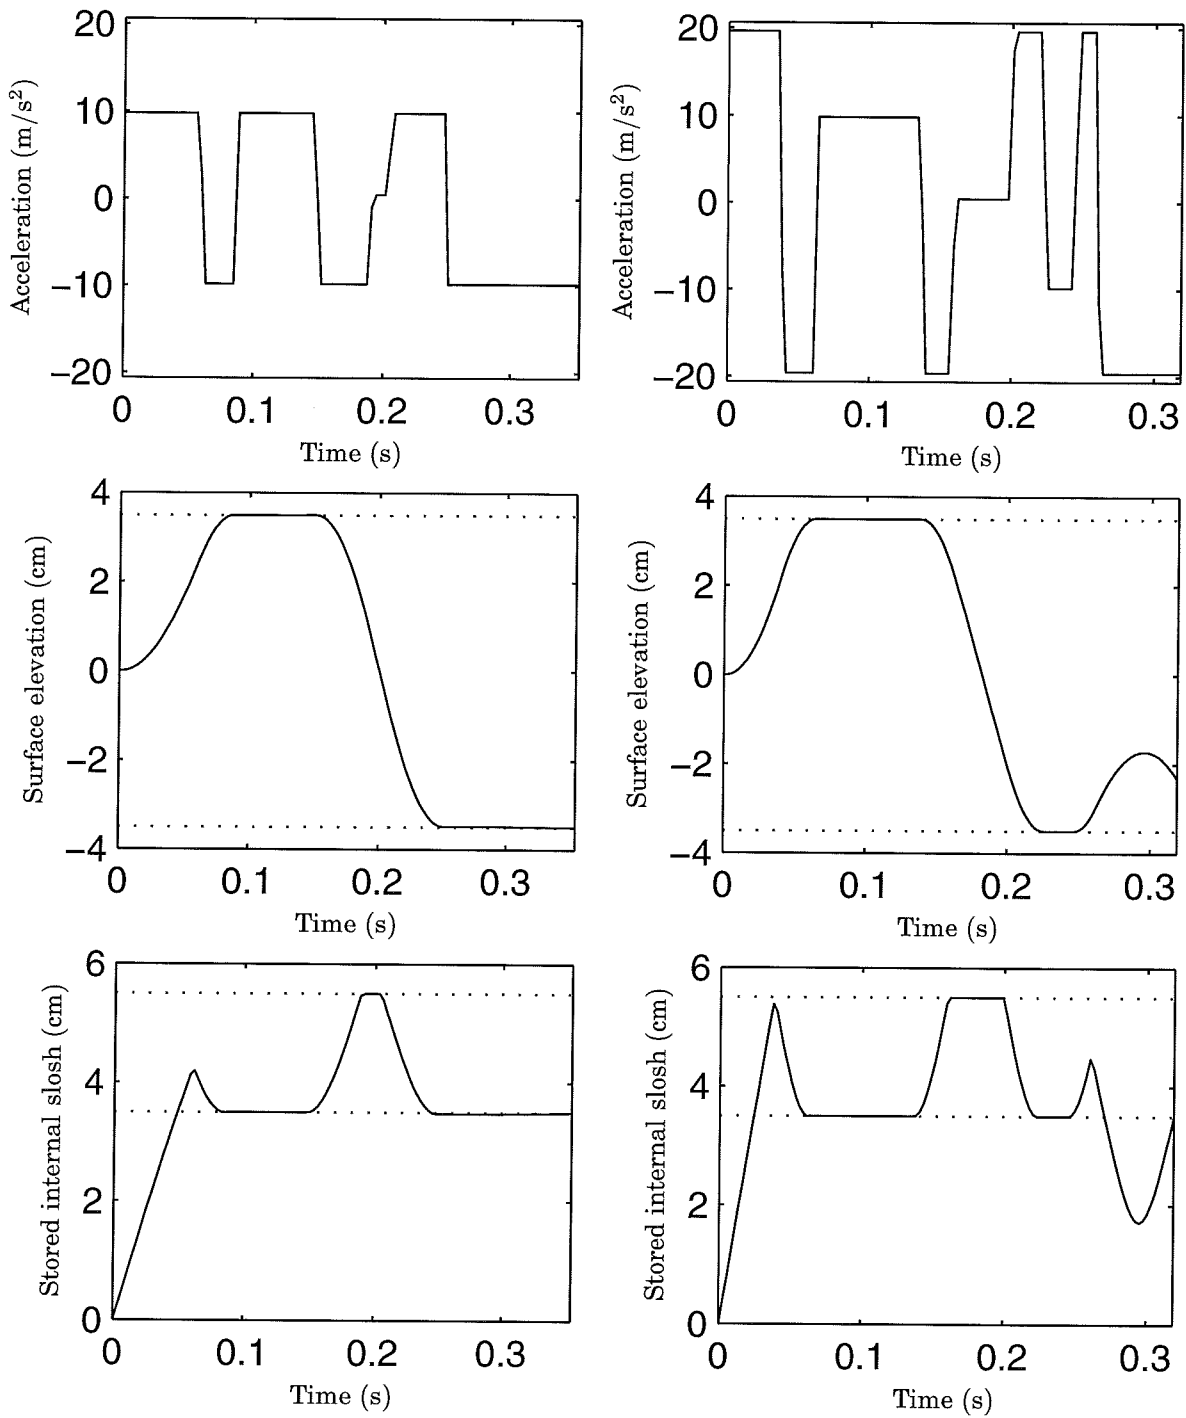 20
10
0
−10
−20
Acceleration (m/s²)
0 0.1 0.2 0.3
Time (s)
20
10
0
−10
−20
Acceleration (m/s²)
0 0.1 0.2 0.3
Time (s)
4
2
0
−2
−4
Surface elevation (cm)
0 0.1 0.2 0.3
Time (s)
4
2
0
−2
−4
Surface elevation (cm)
0 0.1 0.2 0.3
Time (s)
6
4
2
0
Stored internal slosh (cm)
0 0.1 0.2 0.3
Time (s)
6
4
2
0
Stored internal slosh (cm)
0 0.1 0.2 0.3
Time (s)